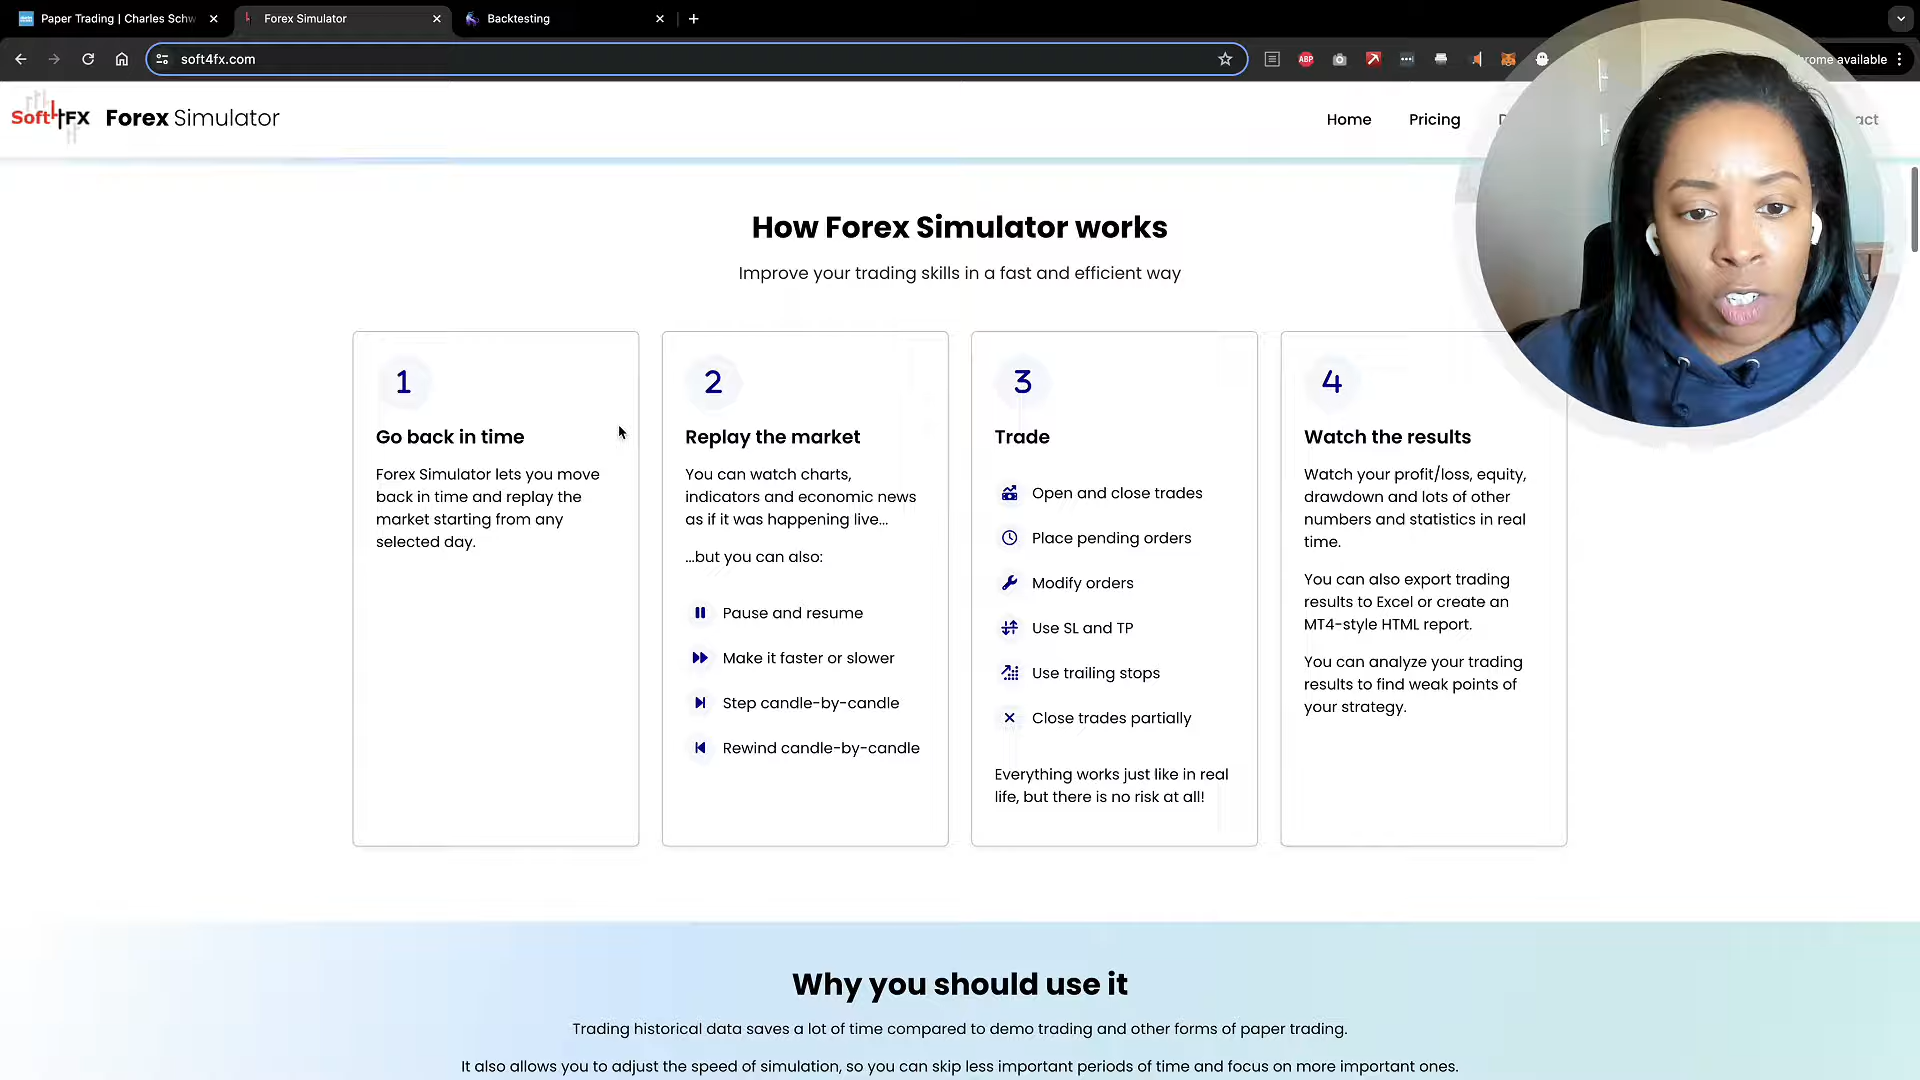 Paper Trading | Charles Schw
Forex Simulator
Backtesting
soft4fx.com
ABP
rome available
Soft4FX
Forex Simulator
Home
Pricing
act
How Forex Simulator works
Improve your trading skills in a fast and efficient way
1
Go back in time
Forex Simulator lets you move
back in time and replay the
market starting from any
selected day.
2
Replay the market
You can watch charts,
indicators and economic news
as if it was happening live...
...but you can also:
Pause and resume
Make it faster or slower
Step candle-by-candle
Rewind candle-by-candle
3
Trade
Open and close trades
Place pending orders
Modify orders
Use SL and TP
Use trailing stops
Close trades partially
Everything works just like in real
life, but there is no risk at all!
4
Watch the results
Watch your profit/loss, equity,
drawdown and lots of other
numbers and statistics in real
time.
You can also export trading
results to Excel or create an
MT4-style HTML report.
You can analyze your trading
results to find weak points of
your strategy.
Why you should use it
Trading historical data saves a lot of time compared to demo trading and other forms of paper trading.
It also allows you to adjust the speed of simulation, so you can skip less important periods of time and focus on more important ones.